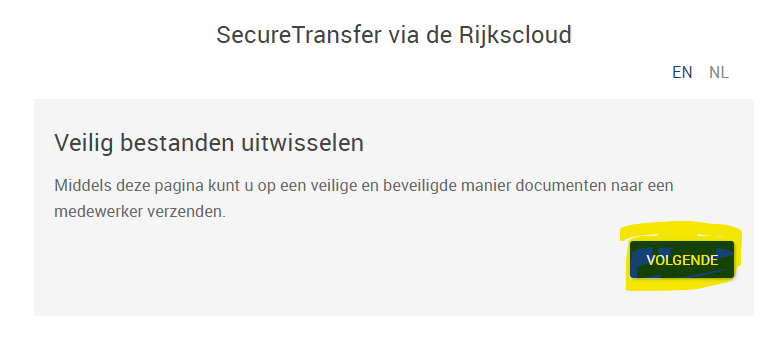 SecureTransfer via de Rijkscloud
EN NL
Veilig bestanden uitwisselen
Middels deze pagina kunt u op een veilige en beveiligde manier documenten naar een
medewerker verzenden.
VOLGENDE